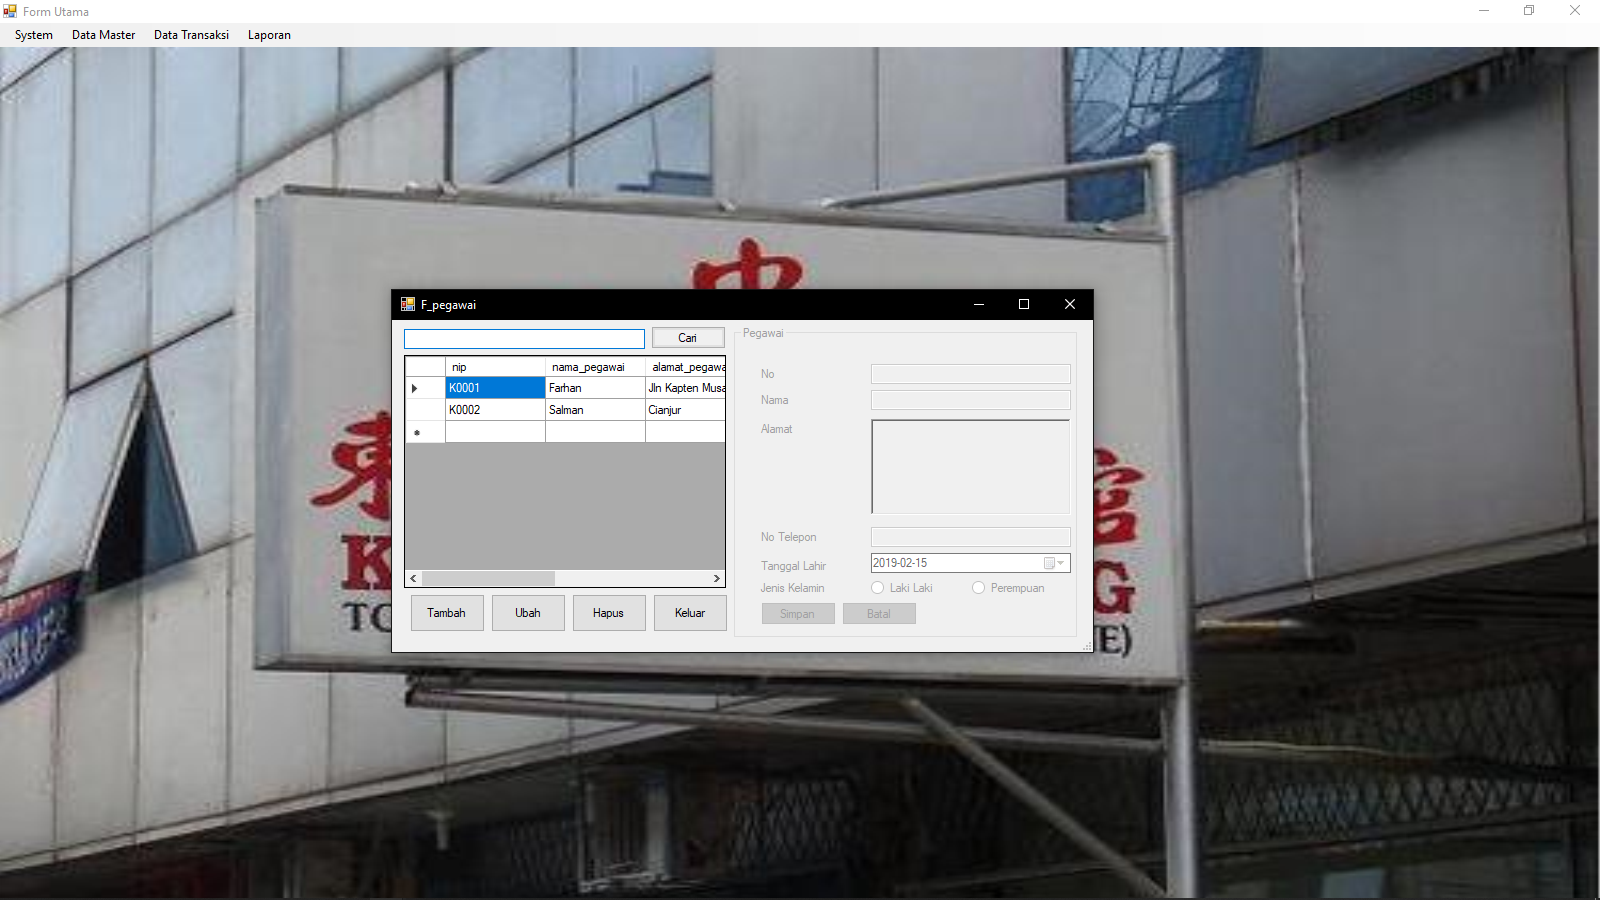 Form Utama
System Data Master Data Transaksi Laporan
中
F_pegawai
Cari
nip nama_pegawai alamat_pegawa
K0001 Farhan Jln Kapten Musa
K0002 Salman Cianjur
Tambah Ubah Hapus Keluar
Pegawai
No
Nama
Alamat
No Telepon
Tanggal Lahir 2019-02-15
Jenis Kelamin Laki Laki Perempuan
Simpan Batal
K
G
TO
E)